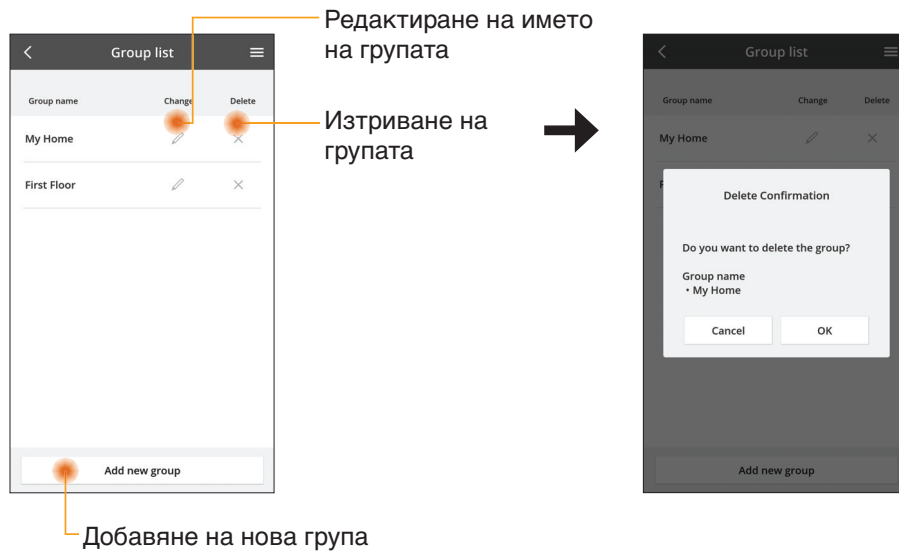 Редактиране на името
на групата
Group list
Group name Change Delete
My Home
First Floor
Изтриване на
групата
Add new group
Добавяне на нова група
Group list
Group name Change Delete
My Home
F
Delete Confirmation
Do you want to delete the group?
Group name
• My Home
Cancel OK
Add new group